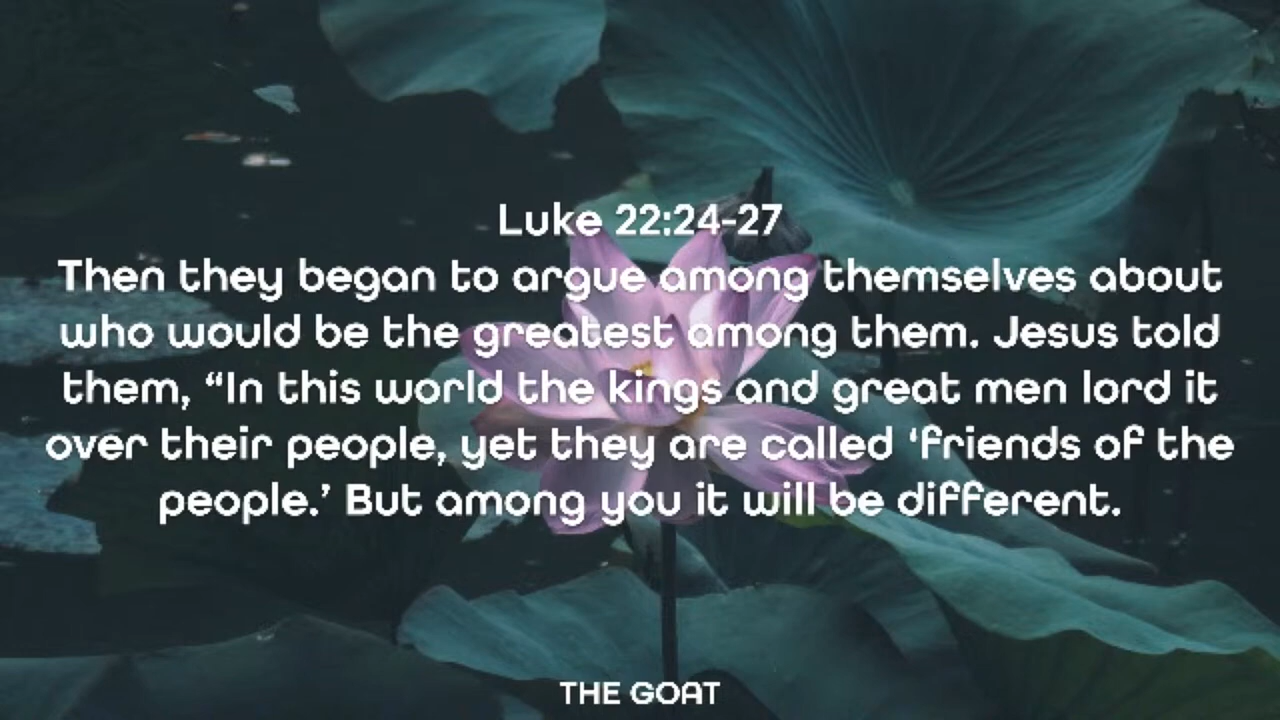 Luke 22:24-27
Then they began to argue among themselves about
who would be the greatest among them. Jesus told
them, “In this world the kings and great men lord it
over their people, yet they are called ‘friends of the
people.’ But among you it will be different.
THE GOAT